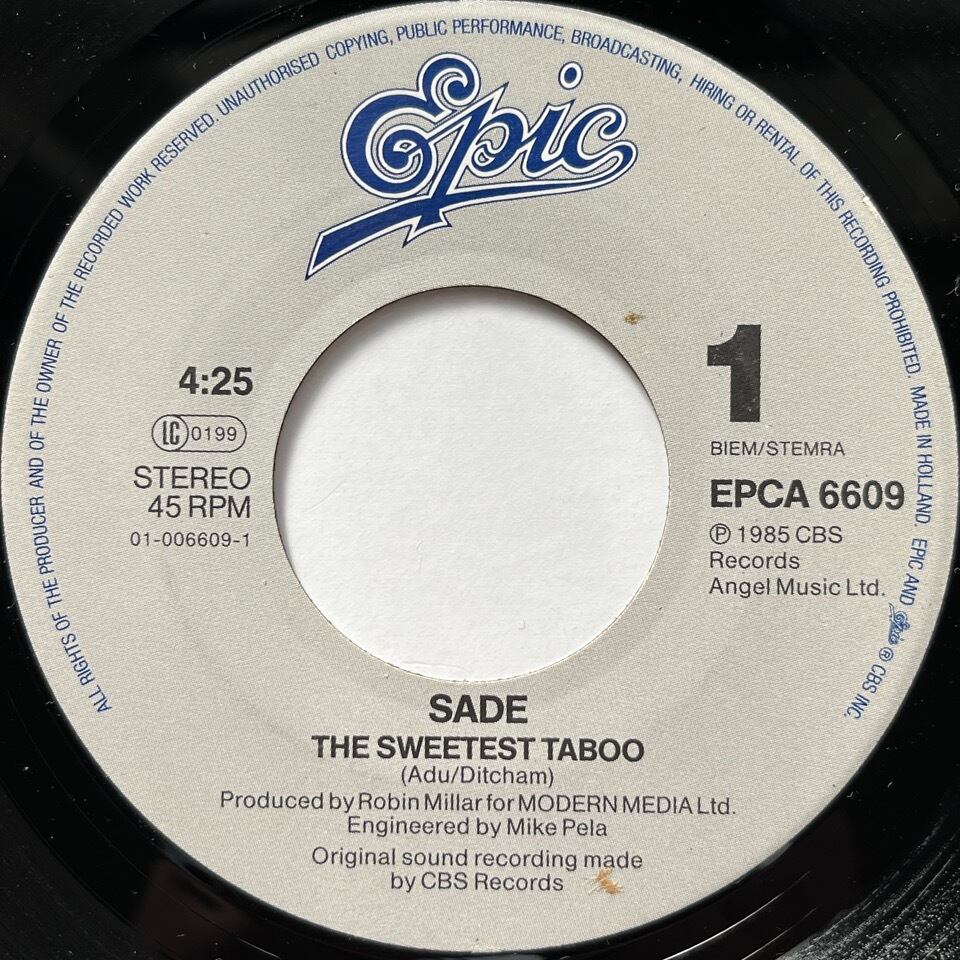 ALL RIGHTS OF THE PRODUCER AND OF THE OWNER OF THE RECORDED WORK RESERVED. UNAUTHORISED COPYING, PUBLIC PERFORMANCE, BROADCASTING, HIRING OR RENTAL OF THIS RECORDING PROHIBITED. MADE IN HOLLAND. EPIC AND Epic ® CBS INC.
Epic
4:25
LC 0199
STEREO
45 RPM
01-006609-1
1
BIEM/STEMRA
EPCA 6609
℗ 1985 CBS
Records
Angel Music Ltd.
SADE
THE SWEETEST TABOO
(Adu/Ditcham)
Produced by Robin Millar for MODERN MEDIA Ltd.
Engineered by Mike Pela
Original sound recording made
by CBS Records